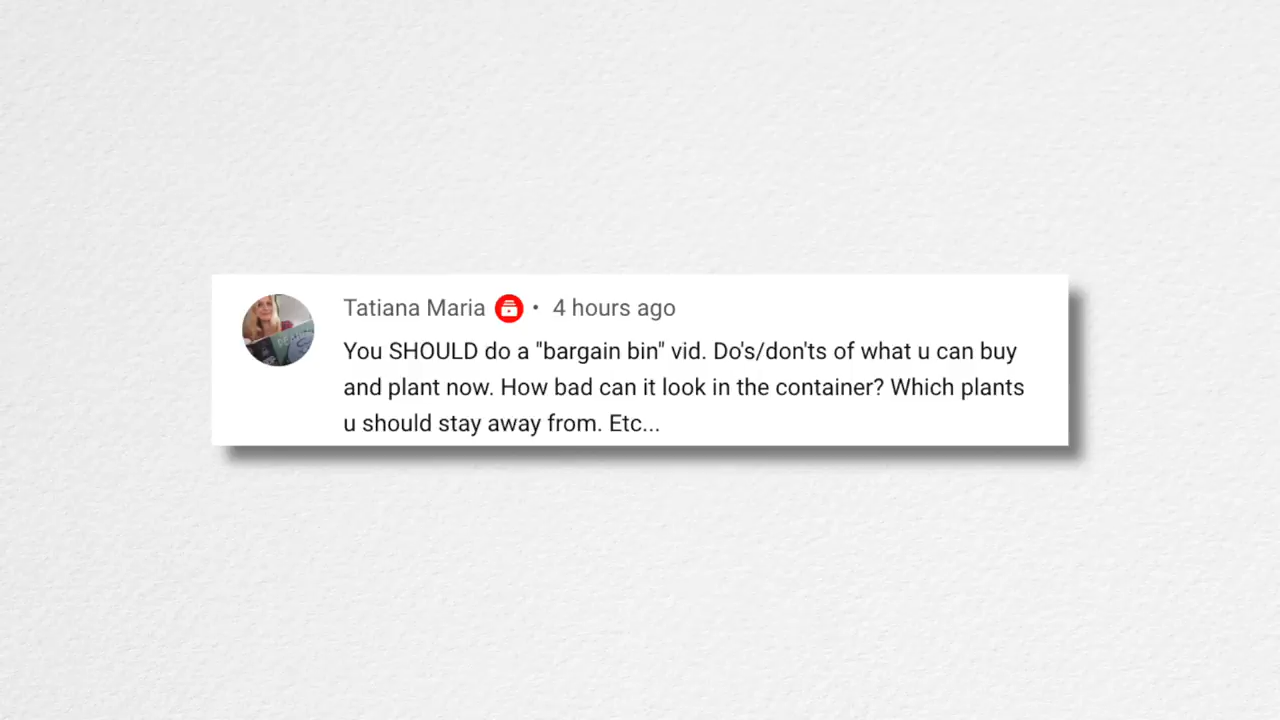 Tatiana Maria • 4 hours ago
You SHOULD do a "bargain bin" vid. Do's/don'ts of what u can buy
and plant now. How bad can it look in the container? Which plants
u should stay away from. Etc...